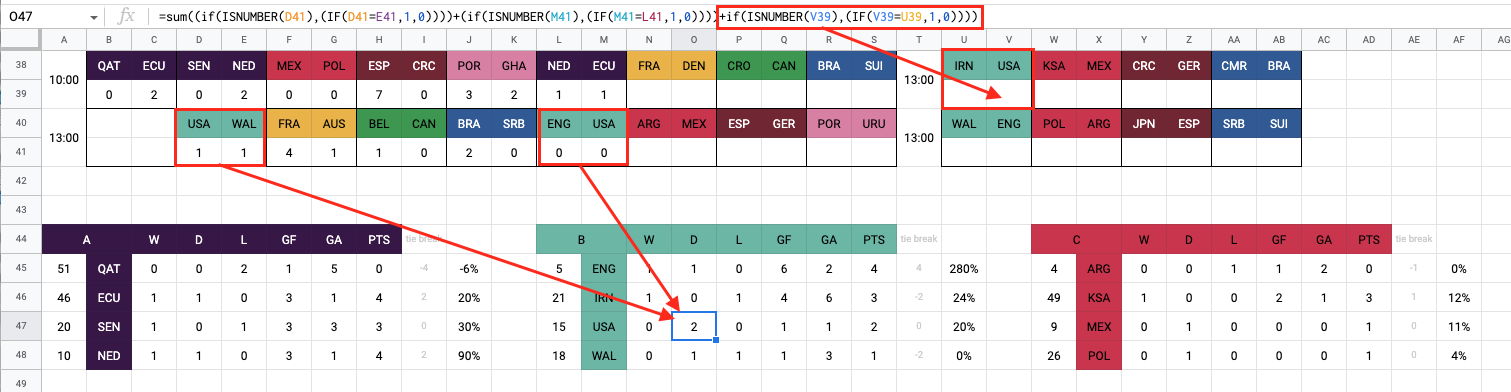 O47 fx =sum((if(ISNUMBER(D41),(IF(D41=E41,1,0))))+(if(ISNUMBER(M41),(IF(M41=L41,1,0))))+if(ISNUMBER(V39),(IF(V39=U39,1,0))))
A B C D E F G H I J K L M N O P Q R S T U V W X Y Z AA AB AC AD AE AF AG
38 10:00 QAT ECU SEN NED MEX POL ESP CRC POR GHA NED ECU FRA DEN CRO CAN BRA SUI 13:00 IRN USA KSA MEX CRC GER CMR BRA
39 0 2 0 2 0 0 7 0 3 2 1 1
40 13:00 USA WAL FRA AUS BEL CAN BRA SRB ENG USA ARG MEX ESP GER POR URU 13:00 WAL ENG POL ARG JPN ESP SRB SUI
41 1 1 4 1 1 0 2 0 0 0
42
43
44 A W D L GF GA PTS tie break B W D L GF GA PTS tie break C W D L GF GA PTS tie break
45 51 QAT 0 0 2 1 5 0 -4 -6% 5 ENG 1 1 0 6 2 4 4 280% 4 ARG 0 0 1 1 2 0 -1 0%
46 46 ECU 1 1 0 3 1 4 2 20% 21 IRN 1 0 1 4 6 3 -2 24% 49 KSA 1 0 0 2 1 3 1 12%
47 20 SEN 1 0 1 3 3 3 0 30% 15 USA 0 2 0 1 1 2 0 20% 9 MEX 0 1 0 0 0 1 0 11%
48 10 NED 1 1 0 3 1 4 2 90% 18 WAL 0 1 1 1 3 1 -2 0% 26 POL 0 1 0 0 0 1 0 4%
49